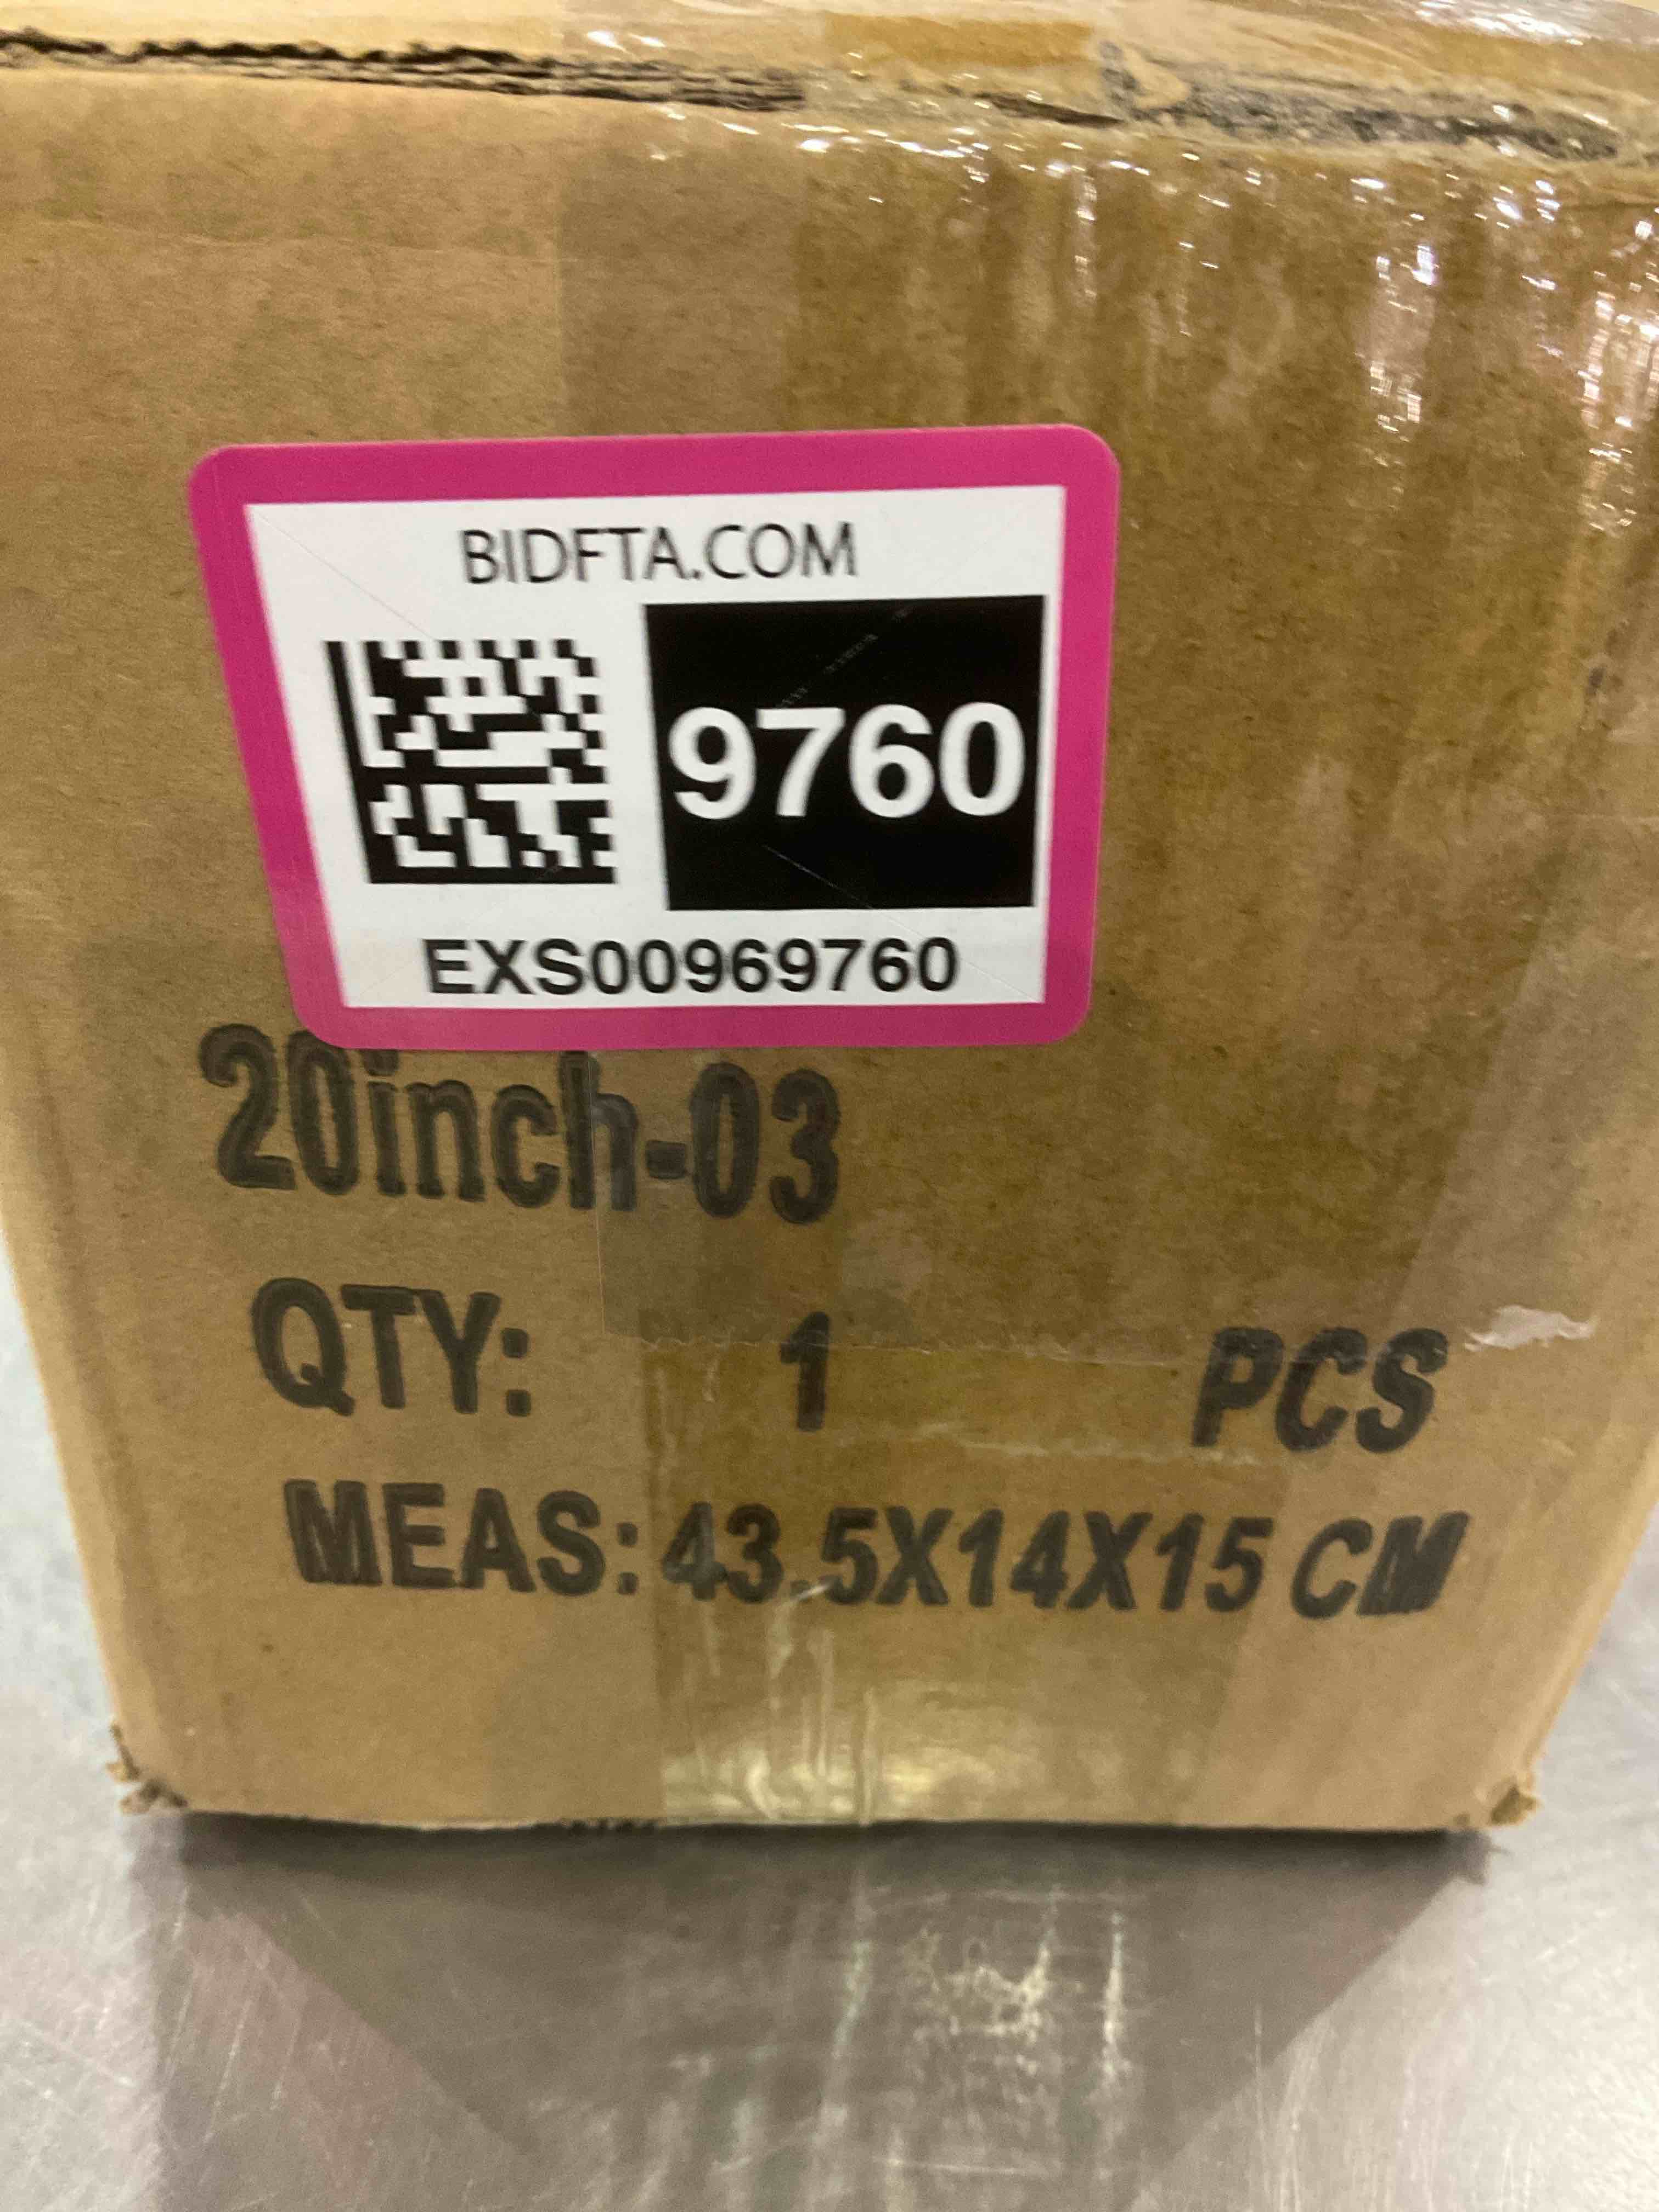 BIDFTA.COM
9760
EXS00969760
20inch-03
QTY: 1 PCS
MEAS: 43.5X14X15 CM